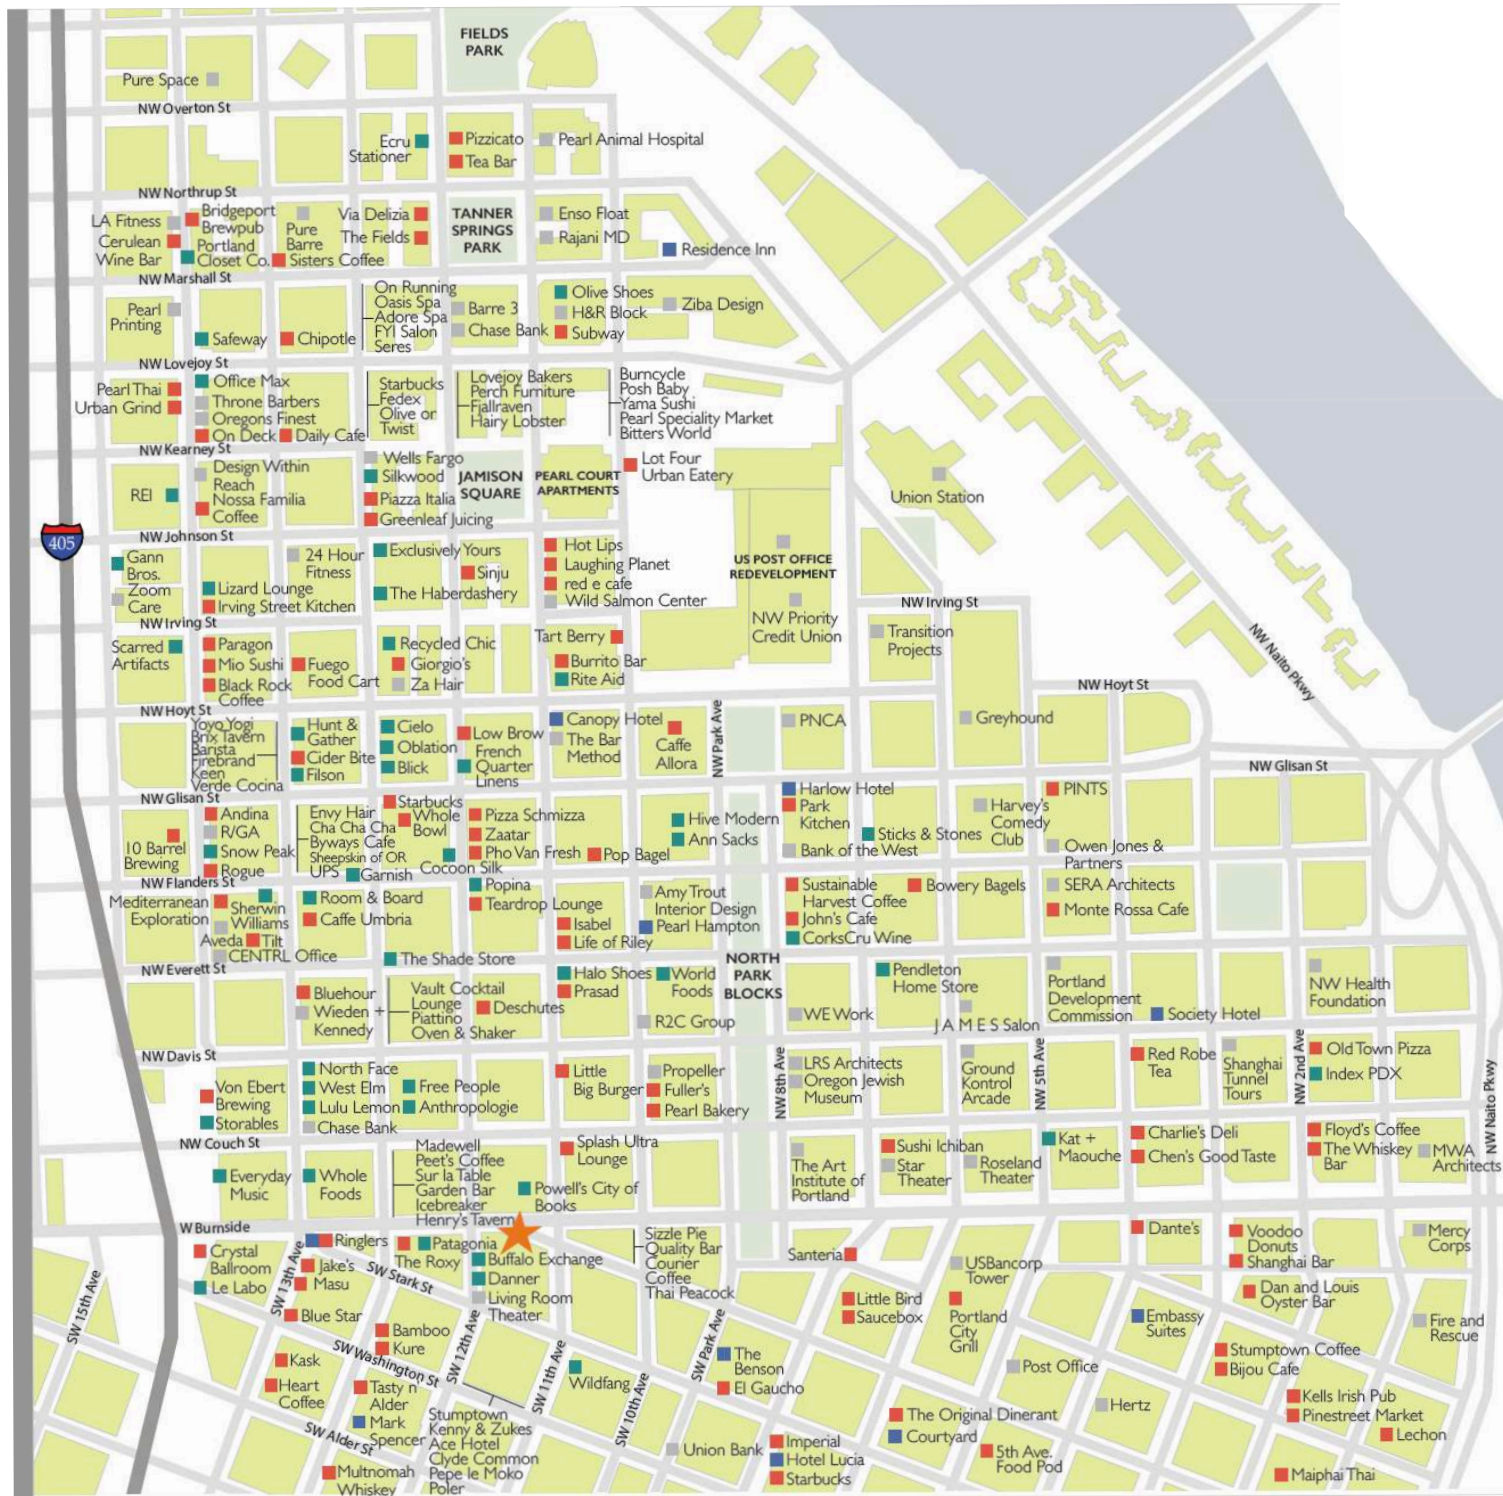 FIELDS
PARK
Pure Space
NW Overton St
Ecru
Stationer
Pizzicato
Tea Bar
Pearl Animal Hospital
NW Northrup St
LA Fitness
Cerulean
Wine Bar
Bridgeport
Brewpub
Portland
Closet Co.
Pure
Barre
Sisters Coffee
Via Delizia
The Fields
TANNER
SPRINGS
PARK
Enso Float
Rajani MD
Residence Inn
NW Marshall St
Pearl
Printing
Safeway
Chipotle
On Running
Oasis Spa
Adore Spa
FYI Salon
Seres
Barre 3
Chase Bank
Olive Shoes
H&R Block
Subway
Ziba Design
NW Lovejoy St
Pearl Thai
Urban Grind
Office Max
Throne Barbers
Oregons Finest
On Deck
Daily Cafe
Starbucks
Fedex
Olive or
Twist
Lovejoy Bakers
Perch Furniture
Fjallraven
Hairy Lobster
Burncycle
Posh Baby
Yama Sushi
Pearl Speciality Market
Bitters World
NW Kearney St
REI
Design Within
Reach
Nossa Familia
Coffee
Wells Fargo
Silkwood
Piazza Italia
Greenleaf Juicing
JAMISON
SQUARE
PEARL COURT
APARTMENTS
Lot Four
Urban Eatery
Union Station
405
NW Johnson St
Gann
Bros.
Zoom
Care
24 Hour
Fitness
Lizard Lounge
Irving Street Kitchen
Exclusively Yours
Sinju
The Haberdashery
Hot Lips
Laughing Planet
red e cafe
Wild Salmon Center
US POST OFFICE
REDEVELOPMENT
NW Priority
Credit Union
NW Irving St
NW Irving St
Scarred
Artifacts
Paragon
Mio Sushi
Black Rock
Coffee
Fuego
Food Cart
Recycled Chic
Giorgio's
Za Hair
Tart Berry
Burrito Bar
Rite Aid
Transition
Projects
NW Naito Pkwy
NW Hoyt St
NW Hoyt St
Yoyo Yogi
Brix Tavern
Barista
Firebrand
Keen
Verde Cocina
Hunt &
Gather
Cider Bite
Filson
Cielo
Oblation
Blick
Low Brow
French
Quarter
Linens
Canopy Hotel
The Bar
Method
Caffe
Allora
NW Park Ave
PNCA
Greyhound
NW Glisan St
NW Glisan St
10 Barrel
Brewing
Andina
R/GA
Snow Peak
Rogue
Envy Hair
Cha Cha Cha
Byways Cafe
Sheepskin of OR
UPS
Garnish
Starbucks
Whole
Bowl
Cocoon Silk
Pizza Schmizza
Zaatar
Pho Van Fresh
Pop Bagel
Hive Modern
Ann Sacks
Harlow Hotel
Park
Kitchen
Bank of the West
Sticks & Stones
Harvey's
Comedy
Club
PINTS
Owen Jones &
Partners
NW Flanders St
Mediterranean
Exploration
Sherwin
Williams
Aveda
Tilt
CENTRL Office
Room & Board
Caffe Umbria
The Shade Store
Popina
Teardrop Lounge
Isabel
Life of Riley
Amy Trout
Interior Design
Pearl Hampton
Sustainable
Harvest Coffee
John's Cafe
CorksCru Wine
Bowery Bagels
SERA Architects
Monte Rossa Cafe
NW Everett St
Bluehour
Wieden +
Kennedy
Vault Cocktail
Lounge
Piattino
Oven & Shaker
Deschutes
Halo Shoes
Prasad
World
Foods
R2C Group
NORTH
PARK
BLOCKS
WE Work
Pendleton
Home Store
J A M E S Salon
Portland
Development
Commission
Society Hotel
NW Health
Foundation
NW Davis St
Von Ebert
Brewing
Storables
North Face
West Elm
Lulu Lemon
Chase Bank
Free People
Anthropologie
Little
Big Burger
Propeller
Fuller's
Pearl Bakery
NW 8th Ave
LRS Architects
Oregon Jewish
Museum
Ground
Kontrol
Arcade
NW 5th Ave
Red Robe
Tea
Shanghai
Tunnel
Tours
NW 2nd Ave
Old Town Pizza
Index PDX
NW Naito Pkwy
NW Couch St
Everyday
Music
Whole
Foods
Madewell
Peet's Coffee
Sur la Table
Garden Bar
Icebreaker
Henry's Tavern
Splash Ultra
Lounge
Powell's City of
Books
The Art
Institute of
Portland
Sushi Ichiban
Star
Theater
Roseland
Theater
Kat +
Maouche
Charlie's Deli
Chen's Good Taste
Floyd's Coffee
The Whiskey
Bar
MWA
Architects
W Burnside
Crystal
Ballroom
Le Labo
SW 13th Ave
Ringlers
Jake's
Masu
Blue Star
SW Stark St
Patagonia
The Roxy
Buffalo Exchange
Danner
Living Room
Theater
Sizzle Pie
Quality Bar
Courier
Coffee
Thai Peacock
Santeria
USBancorp
Tower
Dante's
Voodoo
Donuts
Shanghai Bar
Mercy
Corps
SW 15th Ave
Little Bird
Saucebox
Portland
City
Grill
Embassy
Suites
Dan and Louis
Oyster Bar
Fire and
Rescue
Bamboo
Kure
SW Washington St
SW 12th Ave
SW 11th Ave
SW 10th Ave
SW Park Ave
Kask
Heart
Coffee
Tasty n
Alder
Mark
Spencer
Wildfang
The
Benson
El Gaucho
Post Office
Hertz
Stumptown Coffee
Bijou Cafe
Kells Irish Pub
Pinestreet Market
Lechon
SW Alder St
Multnomah
Whiskey
Stumptown
Kenny & Zukes
Ace Hotel
Clyde Common
Pepe le Moko
Poler
Union Bank
Imperial
Hotel Lucia
Starbucks
The Original Dinerant
Courtyard
5th Ave.
Food Pod
Maiphai Thai